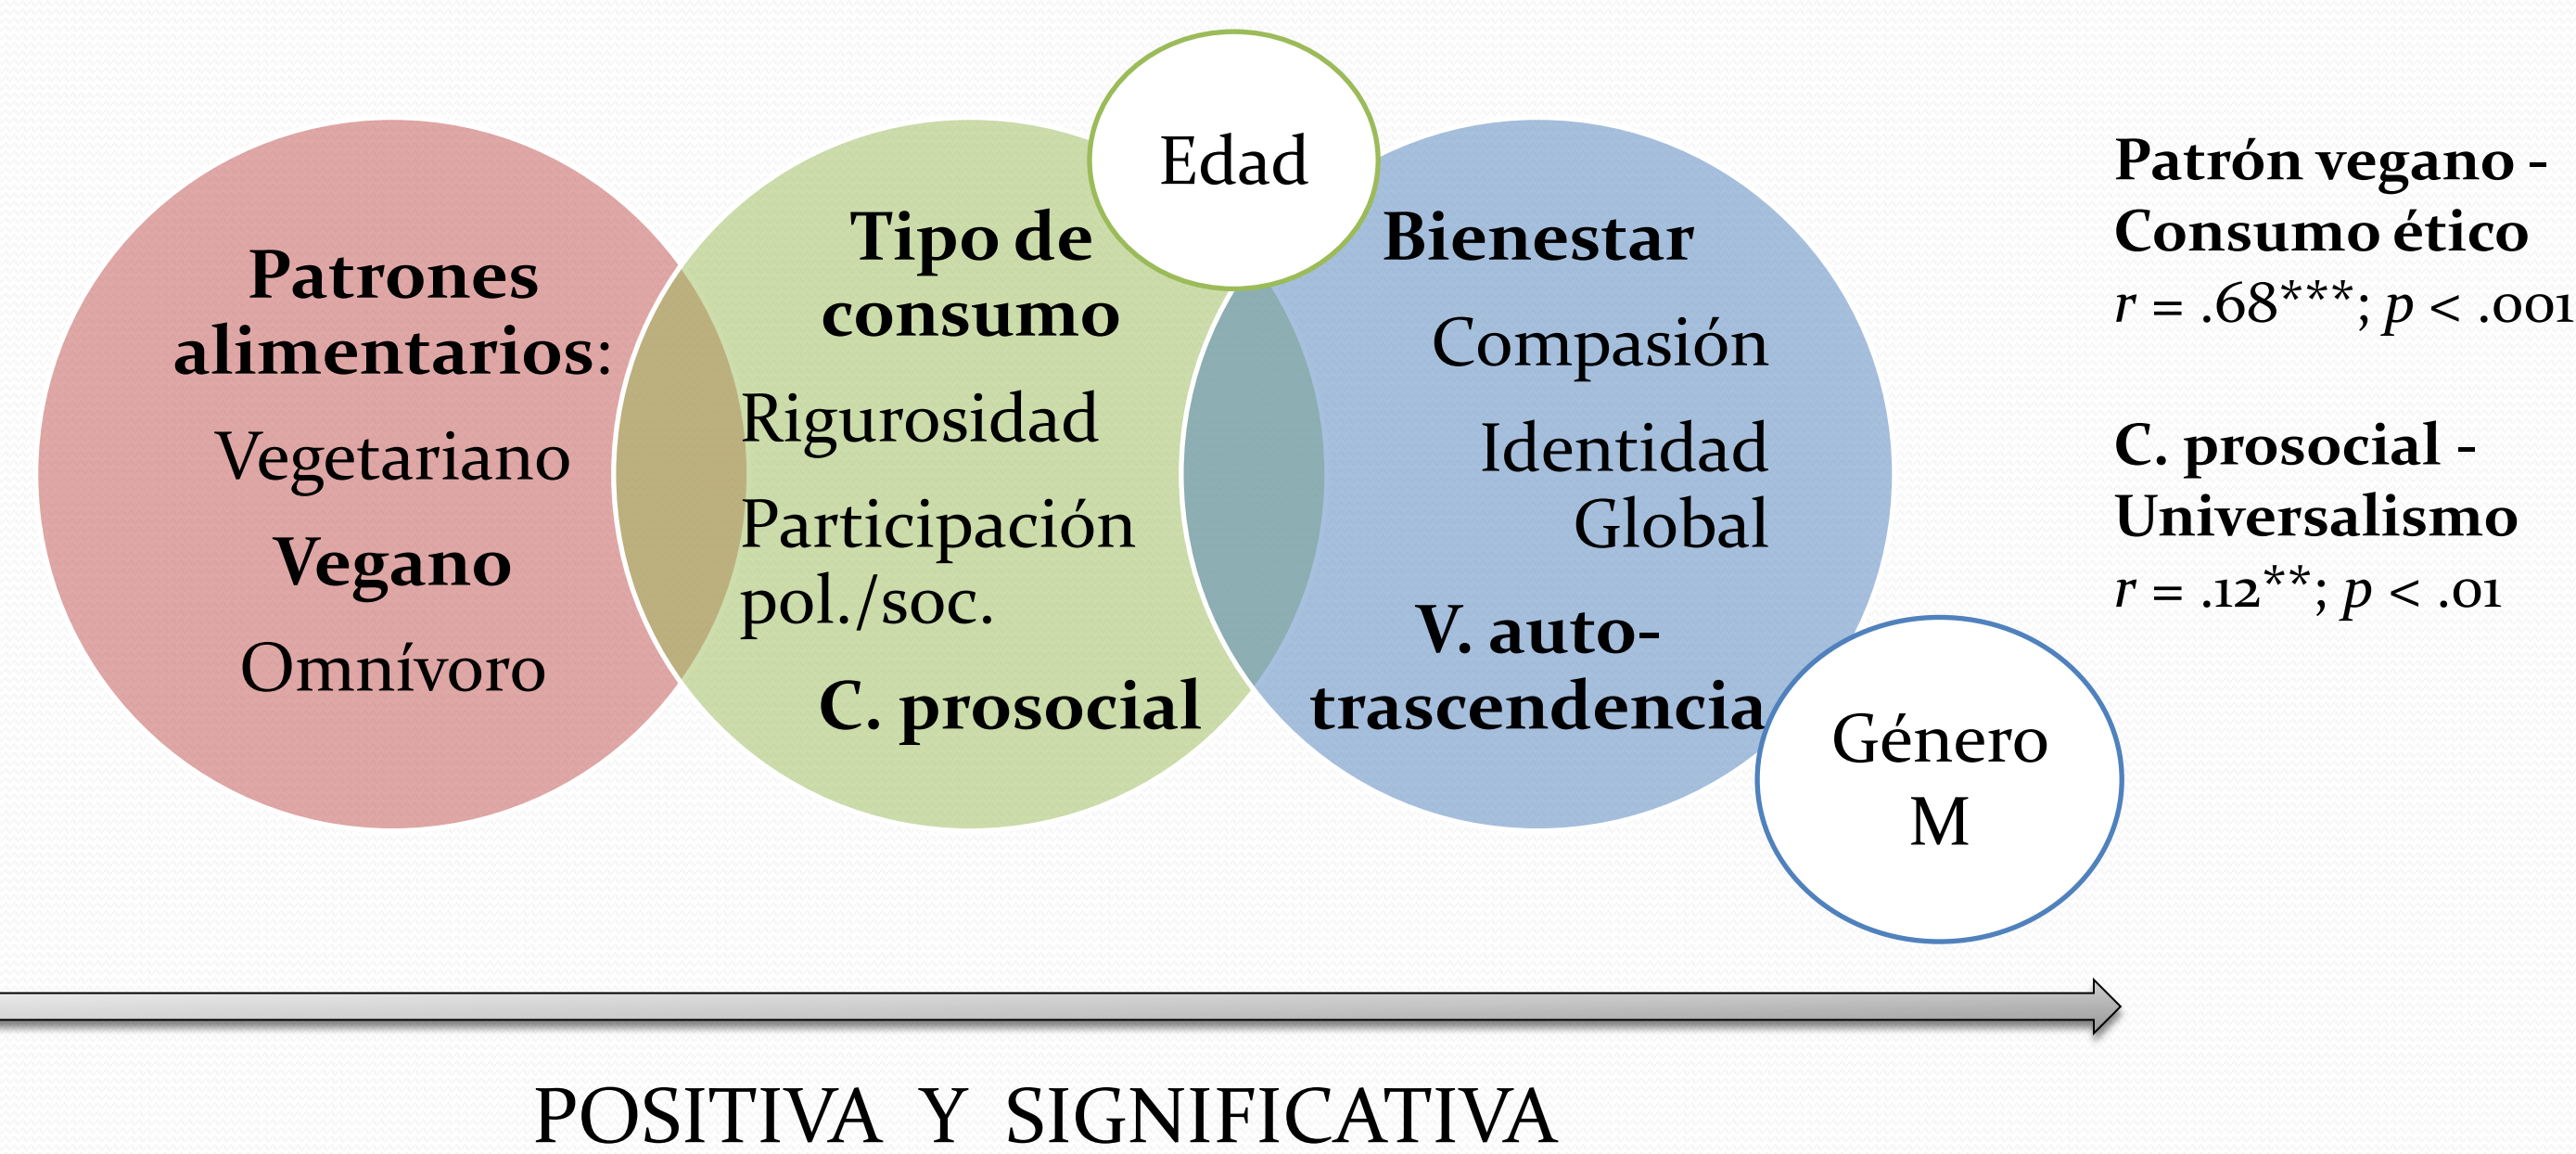 Patrones
alimentarios:
Vegetariano
Vegano
Omnívoro
Tipo de
consumo
Rigurosidad
Participación
pol./soc.
C. prosocial
Edad
Bienestar
Compasión
Identidad
Global
V. auto-
trascendencia
Género
M
Patrón vegano -
Consumo ético
r = .68***; p < .001
C. prosocial -
Universalismo
r = .12**; p < .01
POSITIVA Y SIGNIFICATIVA